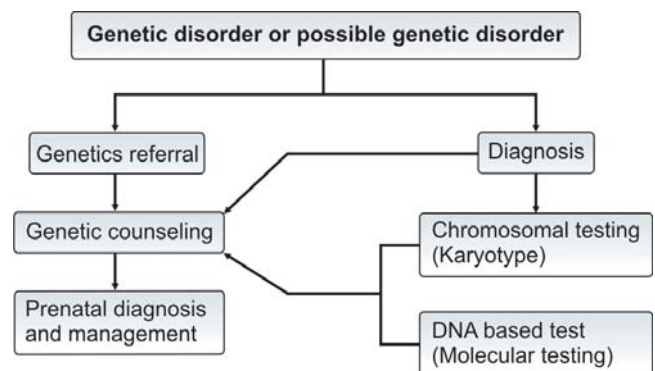 Genetic disorder or possible genetic disorder
Genetics referral
Diagnosis
Genetic counseling
Chromosomal testing
(Karyotype)
Prenatal diagnosis
and management
DNA based test
(Molecular testing)